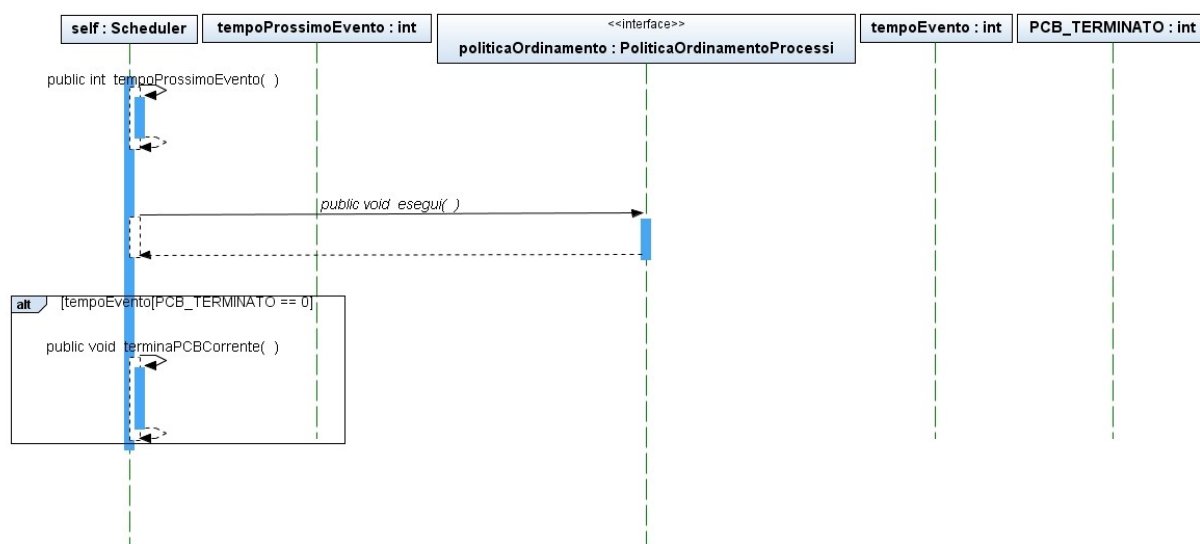 self : Scheduler
tempoProssimoEvento : int
<<interface>>
politicaOrdinamento : PoliticaOrdinamentoProcessi
tempoEvento : int
PCB_TERMINATO : int
public int tempoProssimoEvento( )
public void esegui( )
alt
[tempoEvento[PCB_TERMINATO == 0]
public void terminaPCBCorrente( )